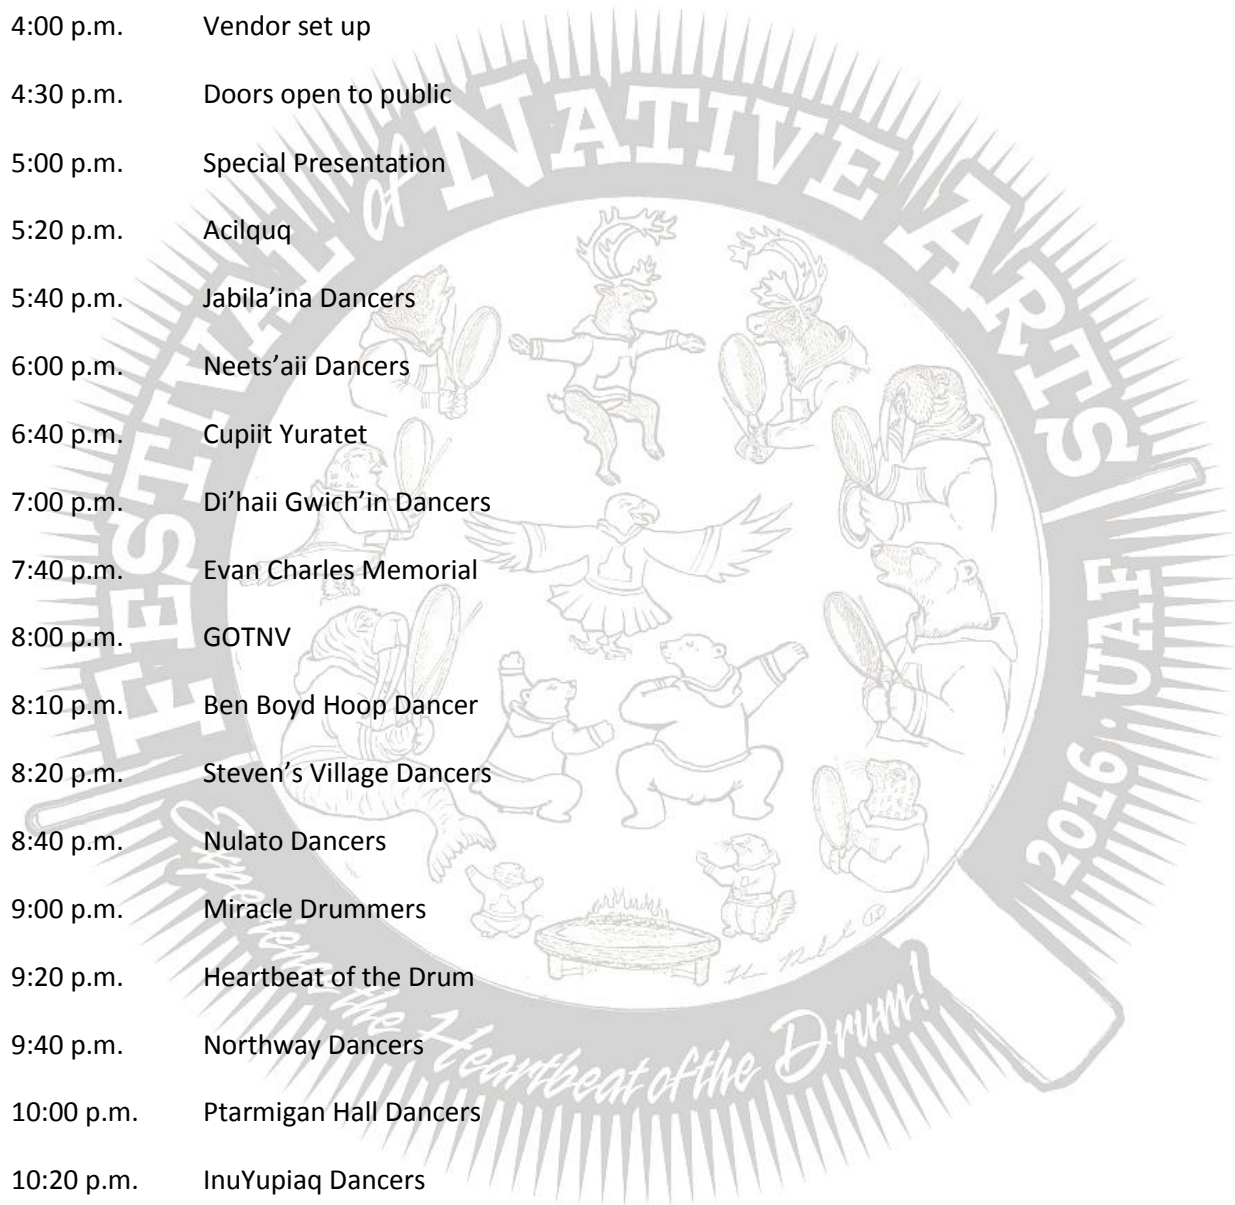 4:00 p.m. Vendor set up
4:30 p.m. Doors open to public
5:00 p.m. Special Presentation
5:20 p.m. Acilquq
5:40 p.m. Jabila’ina Dancers
6:00 p.m. Neets’aii Dancers
6:40 p.m. Cupiit Yuratet
7:00 p.m. Di’haii Gwich’in Dancers
7:40 p.m. Evan Charles Memorial
8:00 p.m. GOTNV
8:10 p.m. Ben Boyd Hoop Dancer
8:20 p.m. Steven’s Village Dancers
8:40 p.m. Nulato Dancers
9:00 p.m. Miracle Drummers
9:20 p.m. Heartbeat of the Drum
9:40 p.m. Northway Dancers
10:00 p.m. Ptarmigan Hall Dancers
10:20 p.m. InuYupiaq Dancers
FESTIVAL of NATIVE ARTS
2016 · UAF
Experience the Heartbeat of the Drum!